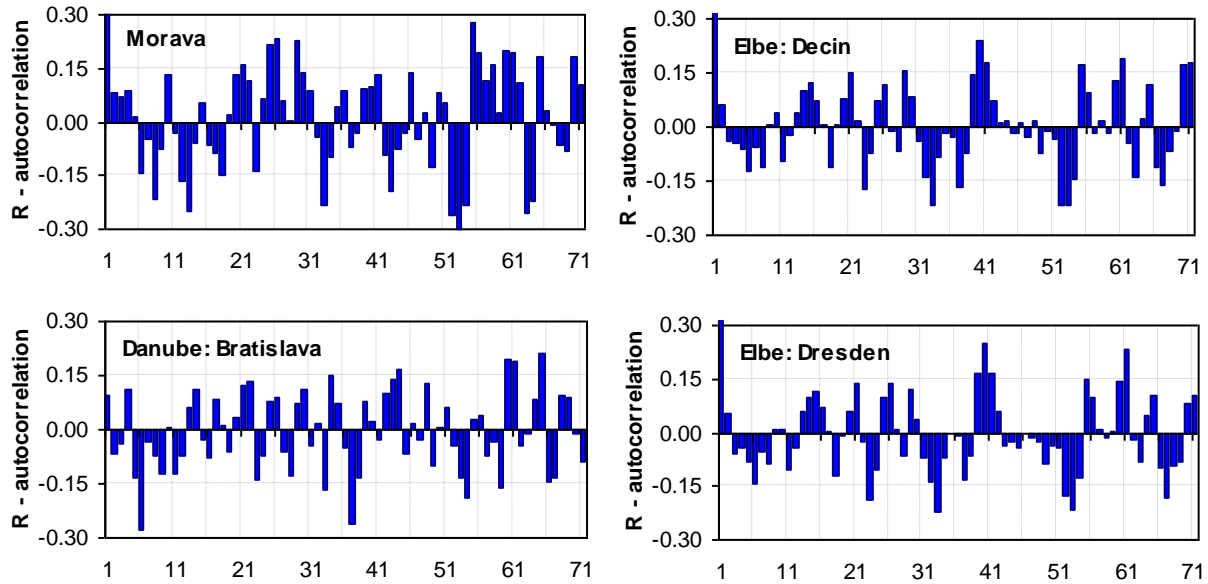 Morava
R - autocorrelation
0.30
0.15
0.00
-0.15
-0.30
1 11 21 31 41 51 61 71
Elbe: Decin
R - autocorrelation
0.30
0.15
0.00
-0.15
-0.30
1 11 21 31 41 51 61 71
Danube: Bratislava
R - autocorrelation
0.30
0.15
0.00
-0.15
-0.30
1 11 21 31 41 51 61 71
Elbe: Dresden
R - autocorrelation
0.30
0.15
0.00
-0.15
-0.30
1 11 21 31 41 51 61 71